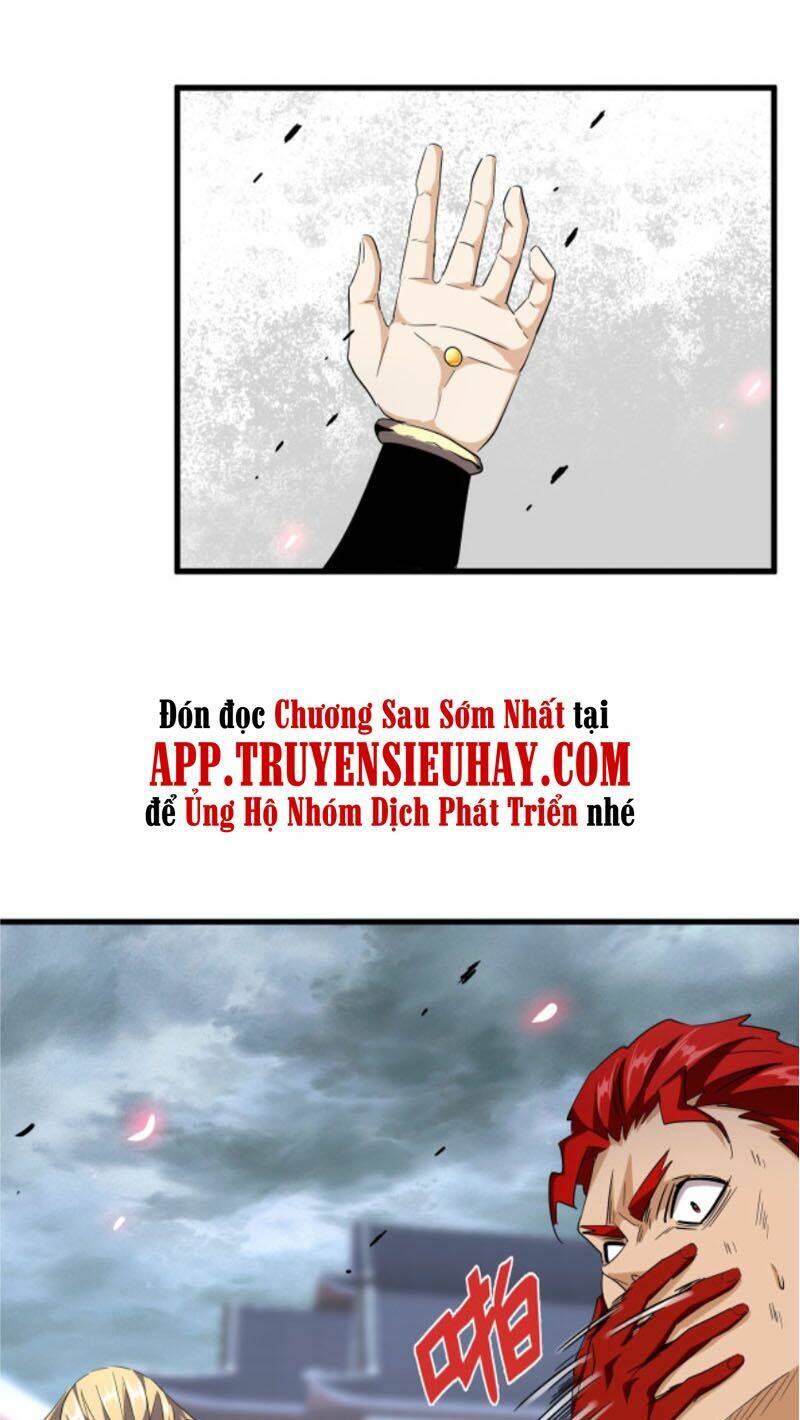 Đón đọc Chương Sau Sớm Nhất tại
APP.TRUYENSIEUHAY.COM
để Ủng Hộ Nhóm Dịch Phát Triển nhé
啪